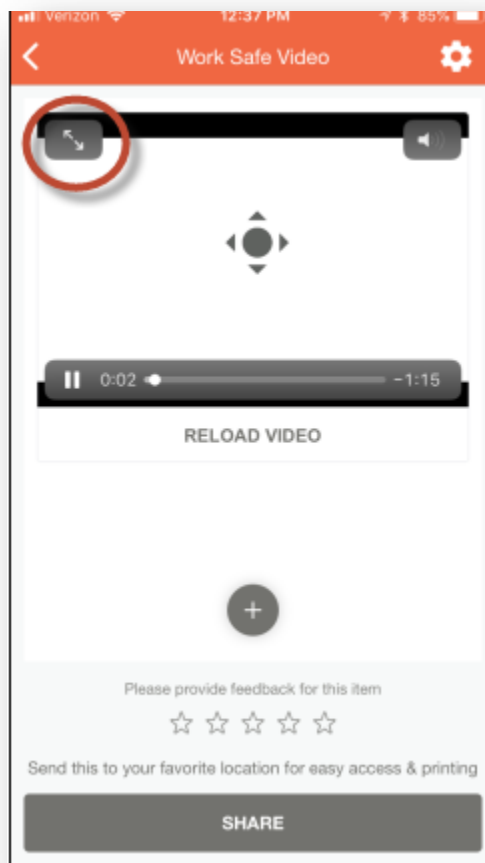 Verizon 12:37 PM 85%
Work Safe Video
0:02 -1:15
RELOAD VIDEO
+
Please provide feedback for this item
Send this to your favorite location for easy access & printing
SHARE